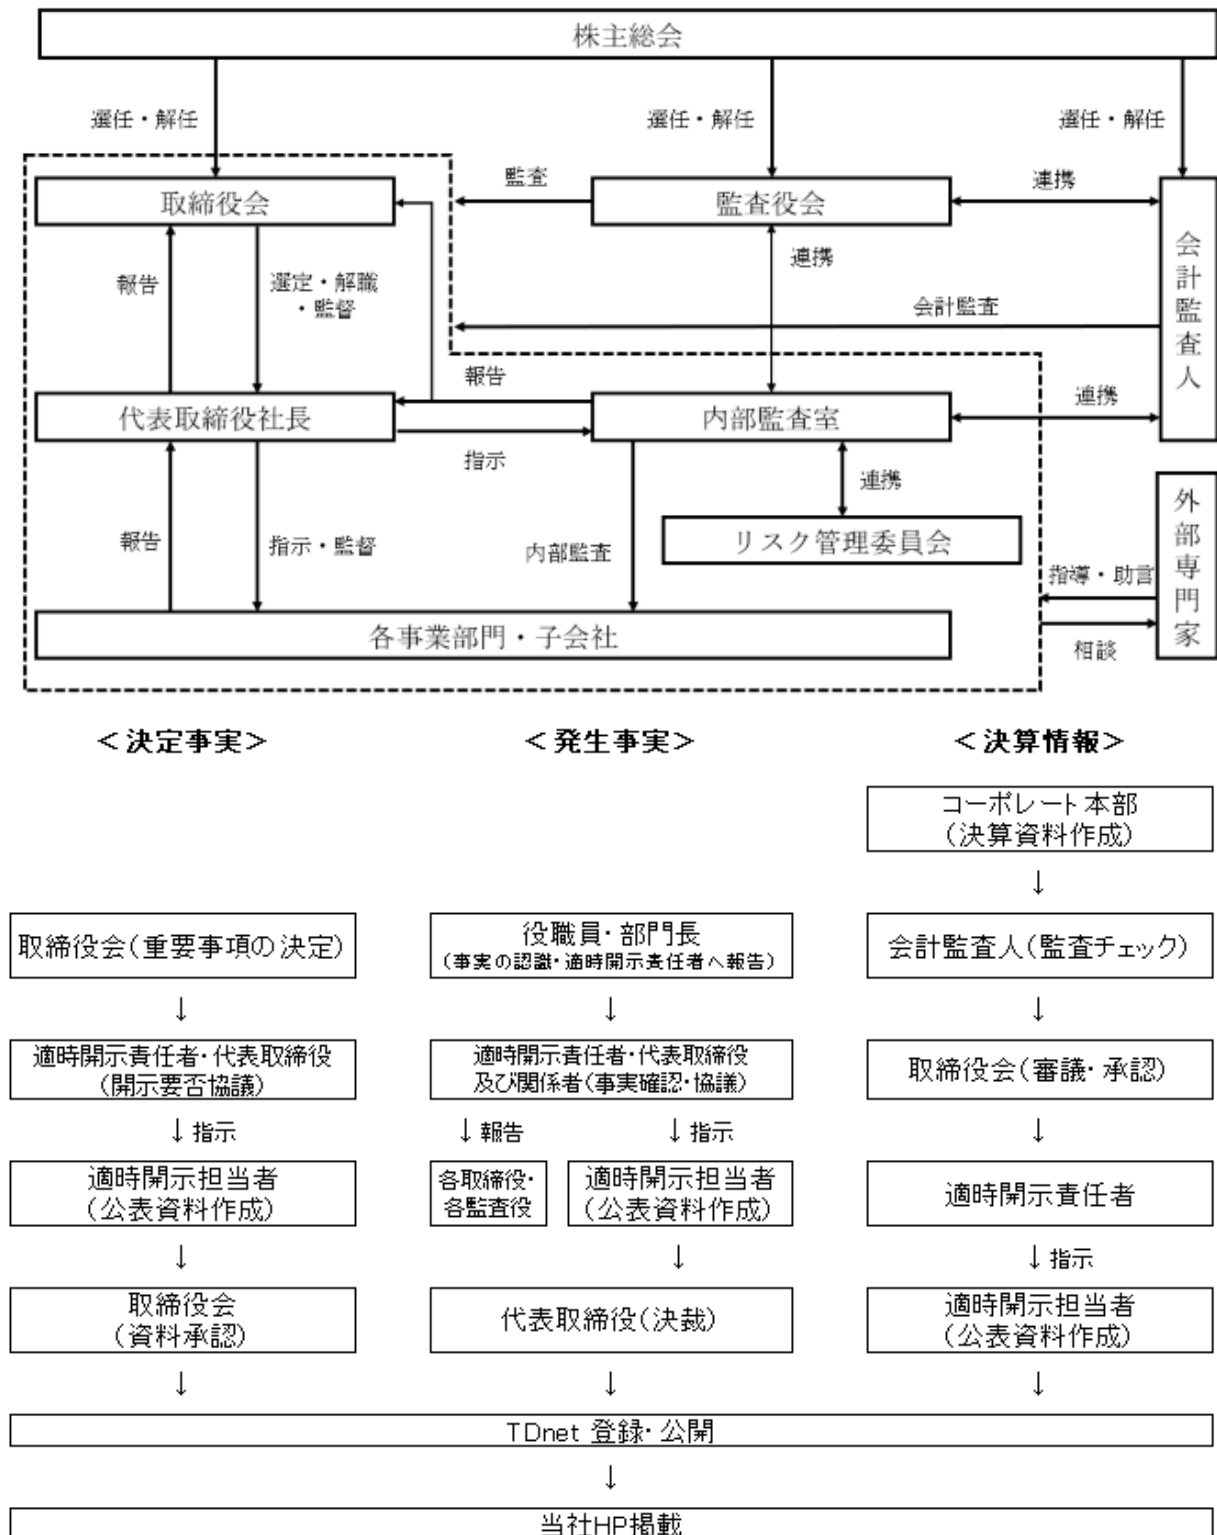 株主総会
選任・解任
選任・解任
選任・解任
取締役会
監査
監査役会
連携
会計監査人
報告
選定・解職
・監督
連携
会計監査
代表取締役社長
報告
指示
内部監査室
連携
連携
リスク管理委員会
報告
指示・監督
内部監査
外部専門家
指導・助言
相談
各事業部門・子会社
＜決定事実＞
＜発生事実＞
＜決算情報＞
コーポレート本部
(決算資料作成)
↓
取締役会(重要事項の決定)
役職員・部門長
(事実の認識・適時開示責任者へ報告)
会計監査人(監査チェック)
↓
↓
↓
適時開示責任者・代表取締役
(開示要否協議)
適時開示責任者・代表取締役
及び関係者(事実確認・協議)
取締役会(審議・承認)
↓指示
↓報告
↓指示
↓
適時開示担当者
(公表資料作成)
各取締役・
各監査役
適時開示担当者
(公表資料作成)
適時開示責任者
↓
↓
↓指示
取締役会
(資料承認)
代表取締役(決裁)
適時開示担当者
(公表資料作成)
↓
↓
↓
TDnet 登録・公開
↓
当社HP掲載